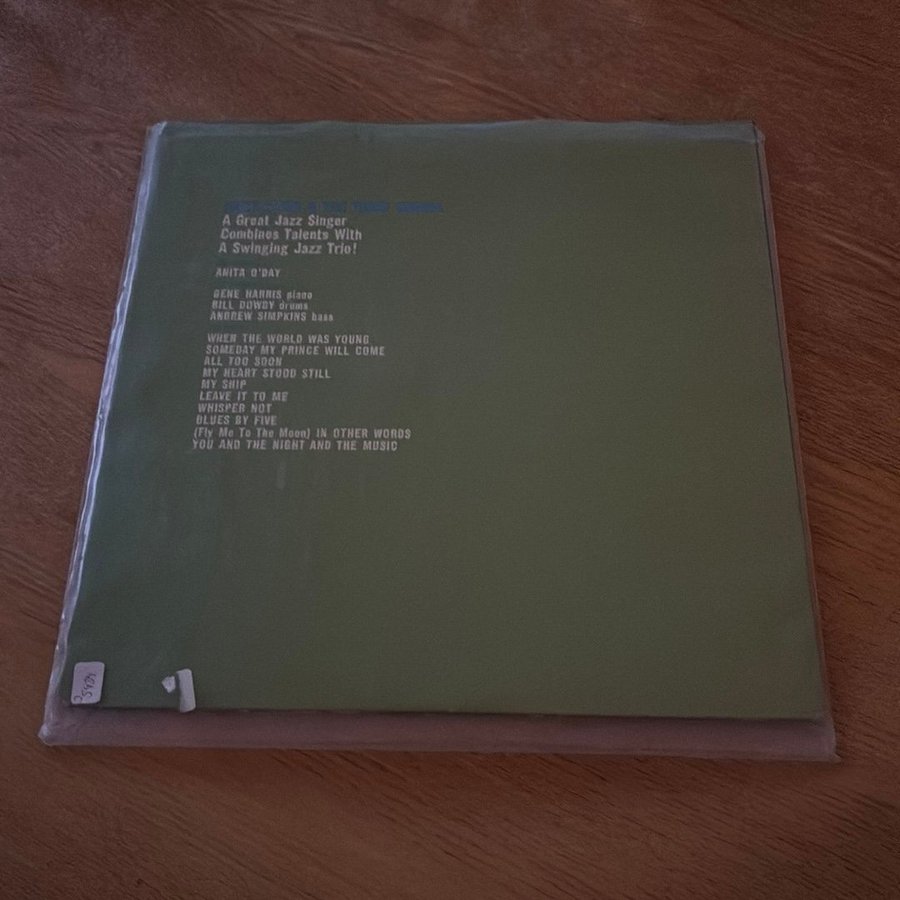 A Great Jazz Singer
Combines Talents With
A Swinging Jazz Trio!
ANITA O'DAY
GENE HARRIS piano
BILL DOWDY drums
ANDREW SIMPKINS bass
WHEN THE WORLD WAS YOUNG
SOMEDAY MY PRINCE WILL COME
ALL TOO SOON
MY HEART STOOD STILL
MY SHIP
LEAVE IT TO ME
WHISPER NOT
BLUES BY FIVE
(Fly Me To The Moon) IN OTHER WORDS
YOU AND THE NIGHT AND THE MUSIC